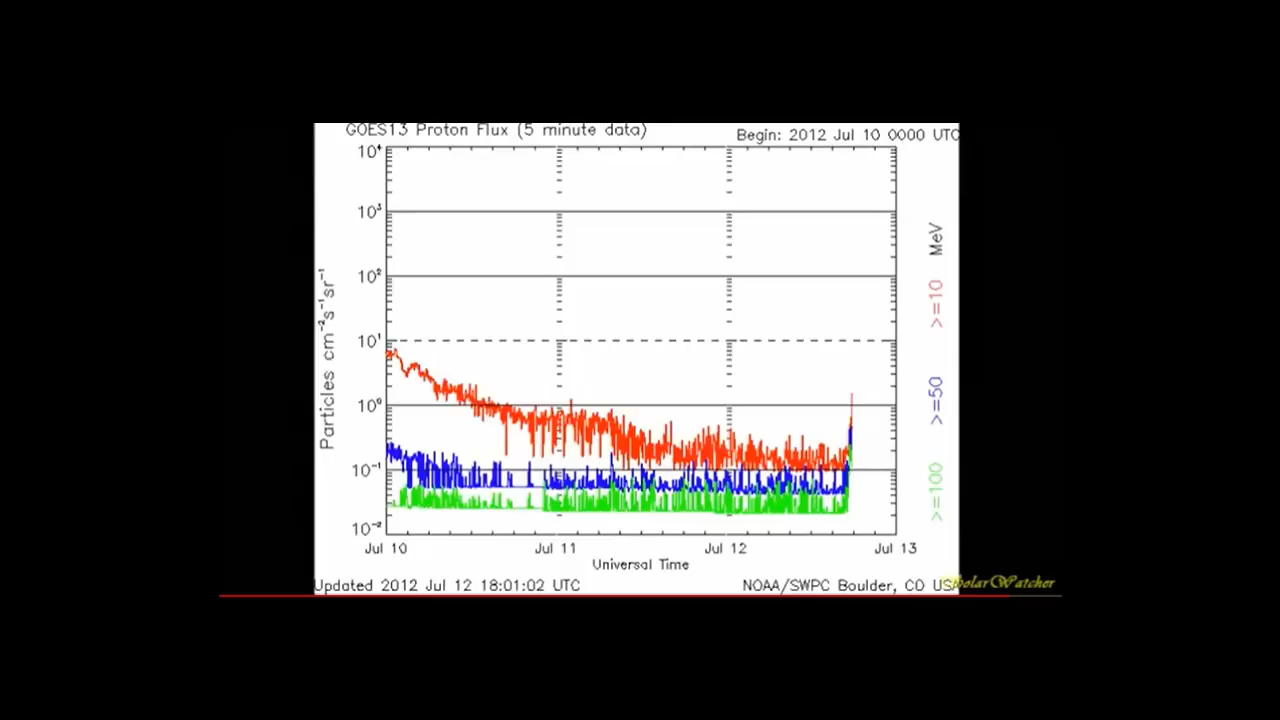 GOES13 Proton Flux (5 minute data)
Begin: 2012 Jul 10 0000 UTC
Particles cm⁻²s⁻¹sr⁻¹
10⁴
10³
10²
10¹
10⁰
10⁻¹
10⁻²
Jul 10
Jul 11
Jul 12
Jul 13
Universal Time
>=10
>=50
>=100
MeV
Updated 2012 Jul 12 18:01:02 UTC
NOAA/SWPC Boulder, CO US
SolarWatcher